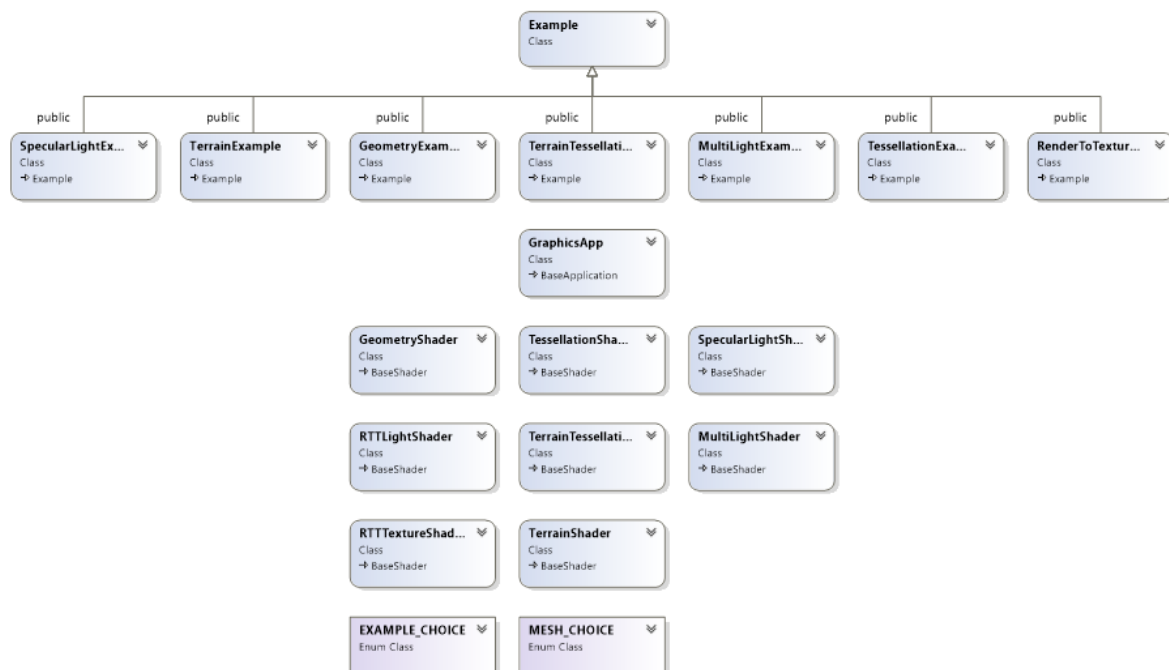 Example
Class
public public public public public public public
SpecularLightEx... TerrainExample GeometryExam... TerrainTessellati... MultiLightExam... TessellationExa... RenderToTextur...
Class Class Class Class Class Class Class
Example Example Example Example Example Example Example
GraphicsApp
Class
BaseApplication
GeometryShader TessellationSha... SpecularLightSh...
Class Class Class
BaseShader BaseShader BaseShader
RTTLightShader TerrainTessellati... MultiLightShader
Class Class Class
BaseShader BaseShader BaseShader
RTTTextureShad... TerrainShader
Class Class
BaseShader BaseShader
EXAMPLE_CHOICE MESH_CHOICE
Enum Class Enum Class